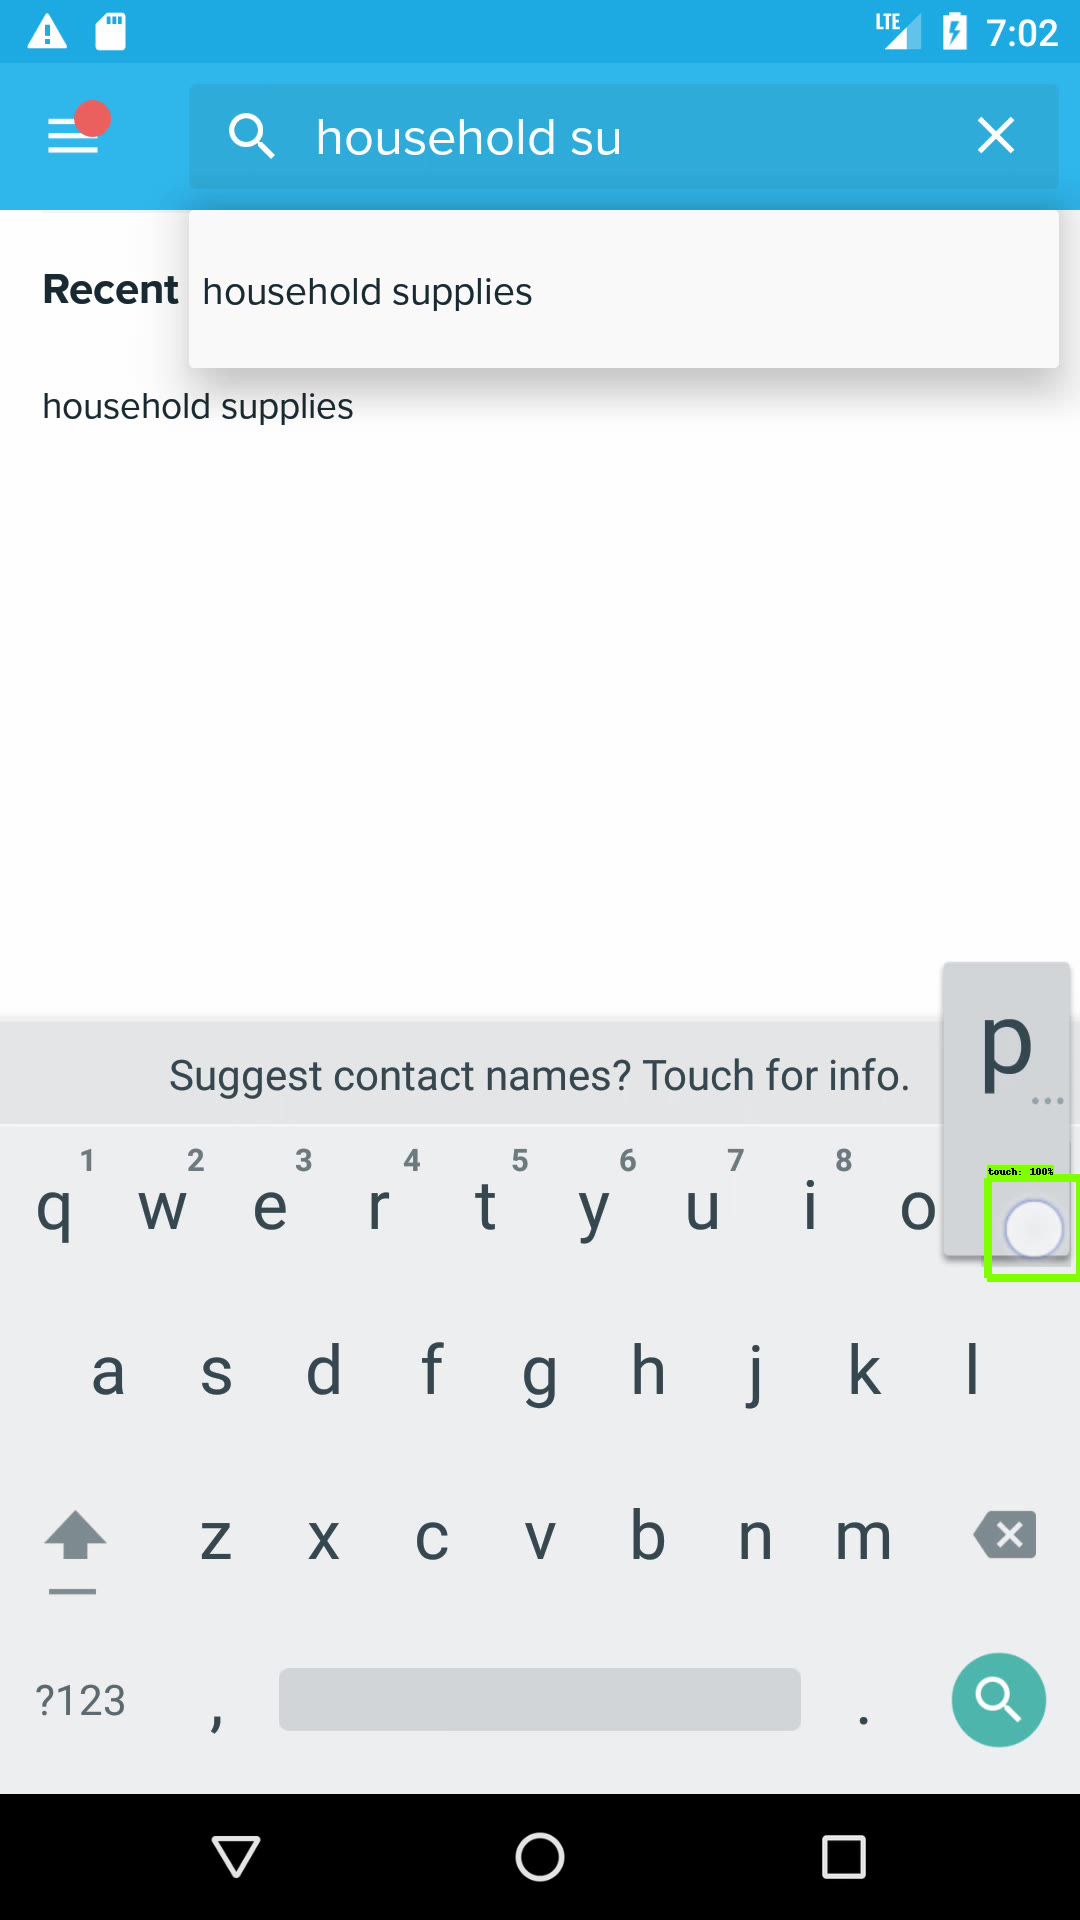 LTE 7:02
household su
Recent
household supplies
household supplies
p
...
Suggest contact names? Touch for info.
touch: 100%
1 2 3 4 5 6 7 8
q w e r t y u i o
a s d f g h j k l
z x c v b n m
?123 , .